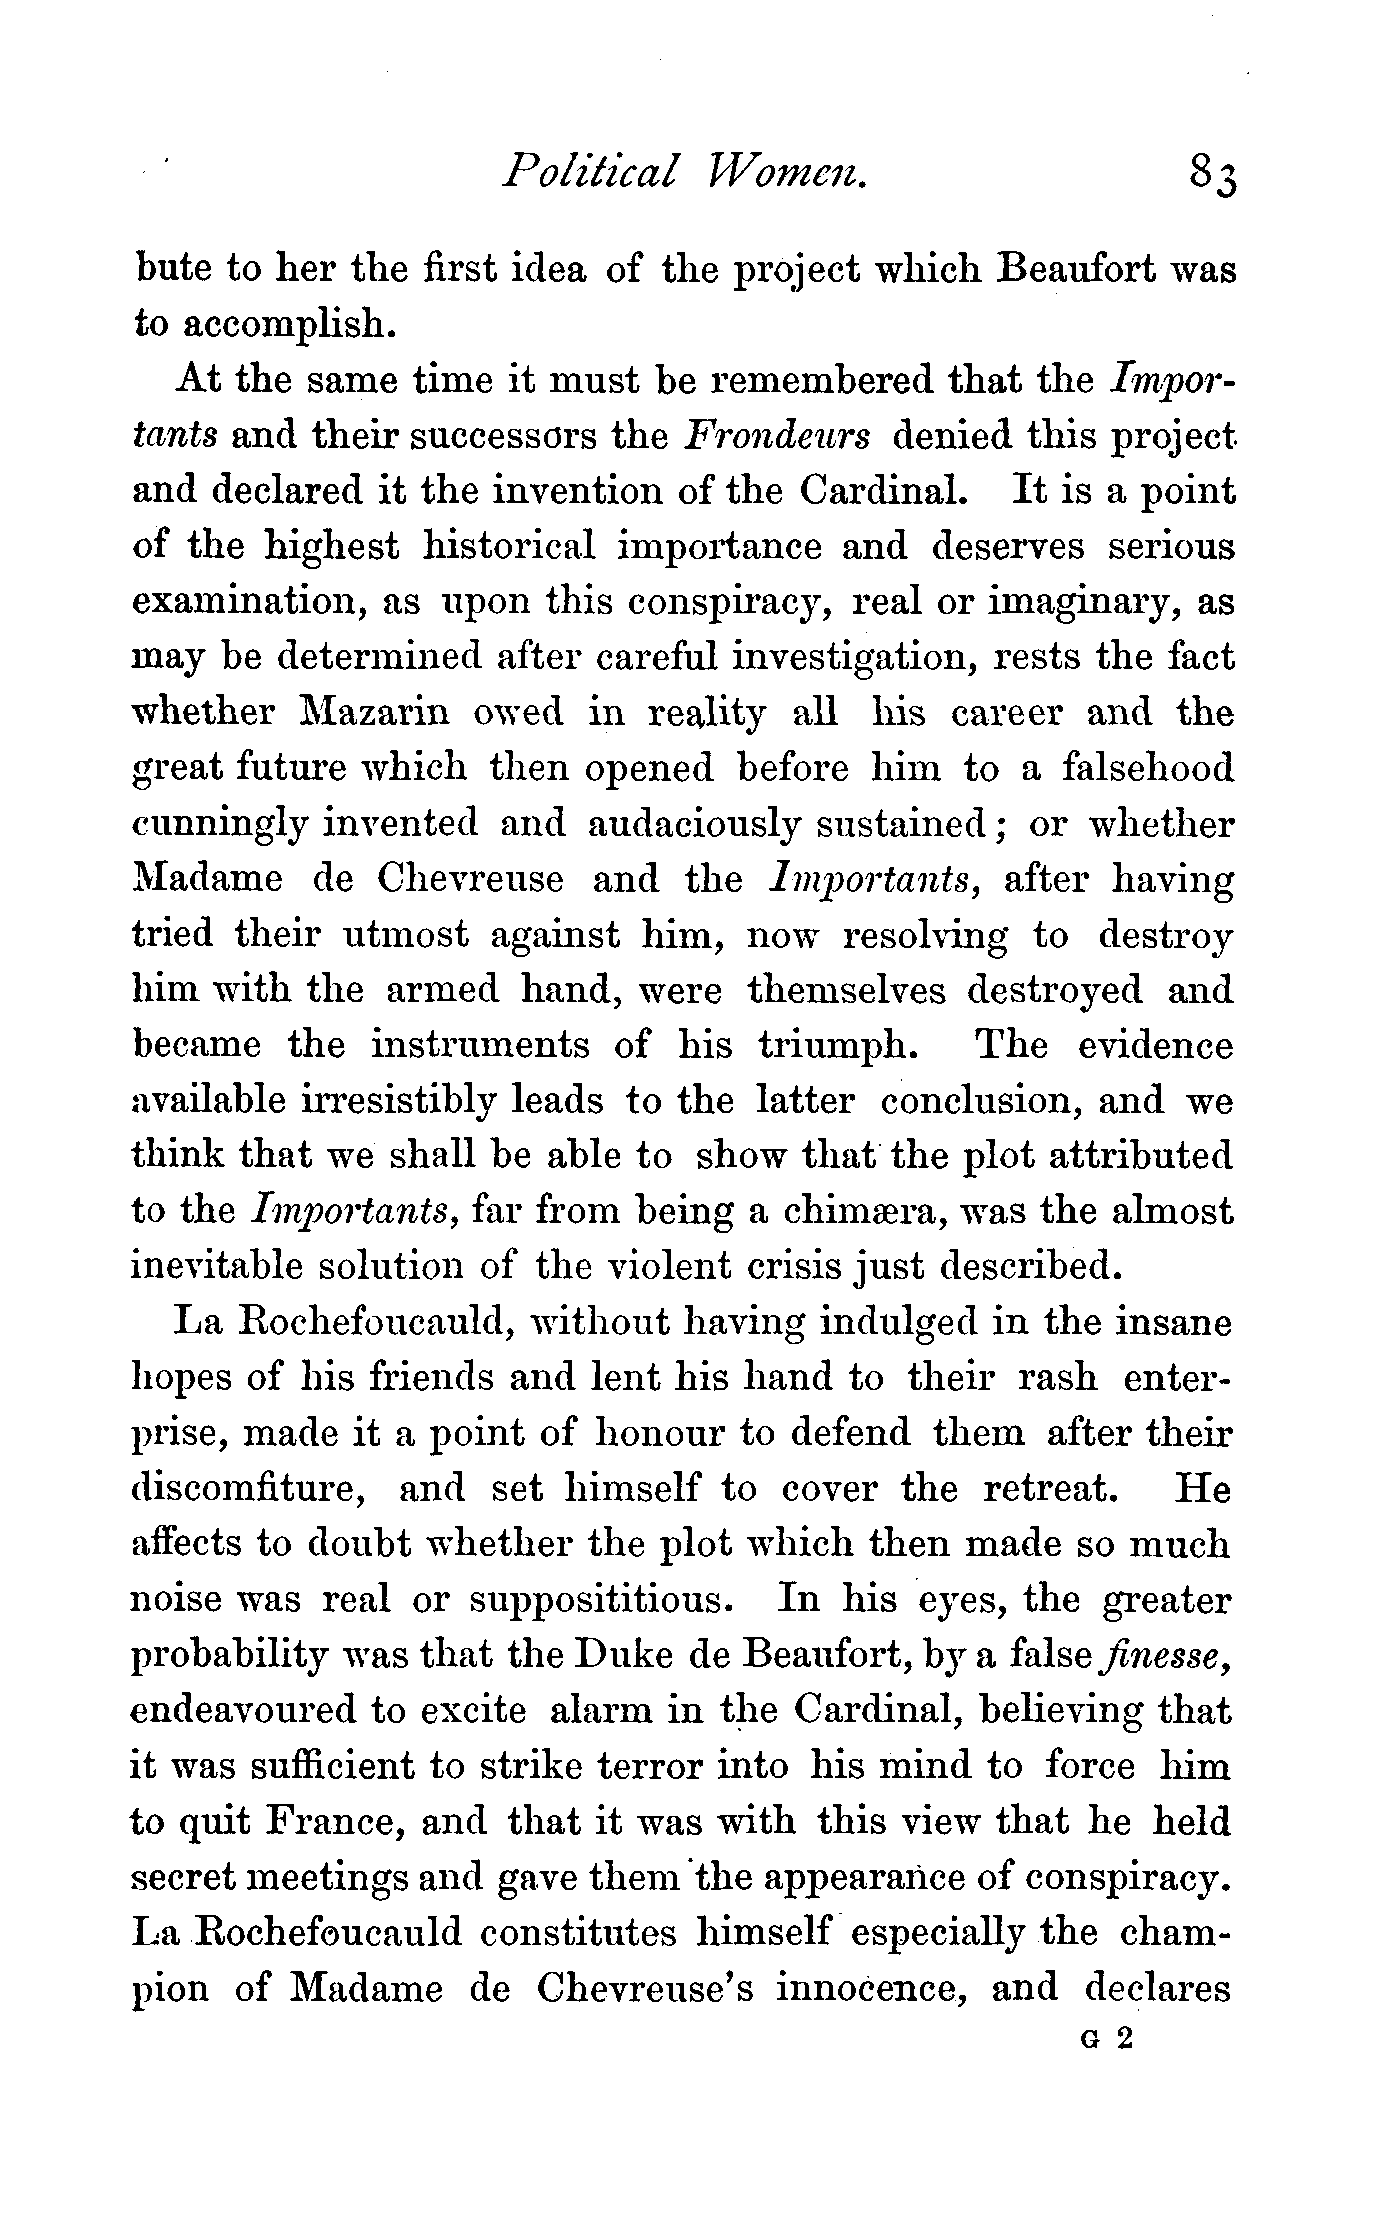 Political Women. 83
bute to her the first idea of the project which Beaufort was
to accomplish.
At the same time it must be remembered that the Impor-
tants and their successors the Frondeurs denied this project
and declared it the invention of the Cardinal. It is a point
of the highest historical importance and deserves serious
examination, as upon this conspiracy, real or imaginary, as
may be determined after careful investigation, rests the fact
whether Mazarin owed in reality all his career and the
great future which then opened before him to a falsehood
cunningly invented and audaciously sustained; or whether
Madame de Chevreuse and the Importants, after having
tried their utmost against him, now resolving to destroy
him with the armed hand, were themselves destroyed and
became the instruments of his triumph. The evidence
available irresistibly leads to the latter conclusion, and we
think that we shall be able to show that the plot attributed
to the Importants, far from being a chimæra, was the almost
inevitable solution of the violent crisis just described.
La Rochefoucauld, without having indulged in the insane
hopes of his friends and lent his hand to their rash enter-
prise, made it a point of honour to defend them after their
discomfiture, and set himself to cover the retreat. He
affects to doubt whether the plot which then made so much
noise was real or supposititious. In his eyes, the greater
probability was that the Duke de Beaufort, by a false finesse,
endeavoured to excite alarm in the Cardinal, believing that
it was sufficient to strike terror into his mind to force him
to quit France, and that it was with this view that he held
secret meetings and gave them the appearance of conspiracy.
La Rochefoucauld constitutes himself especially the cham-
pion of Madame de Chevreuse's innocence, and declares
G 2